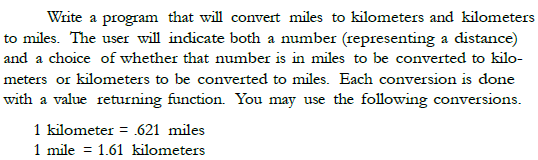 Write a program that will convert miles to kilometers and kilometers
to miles. The user will indicate both a number (representing a distance)
and a choice of whether that number is in miles to be converted to kilo-
meters or kilometers to be converted to miles. Each conversion is done
with a value returning function. You may use the following conversions.
1 kilometer = .621 miles
1 mile = 1.61 kilometers